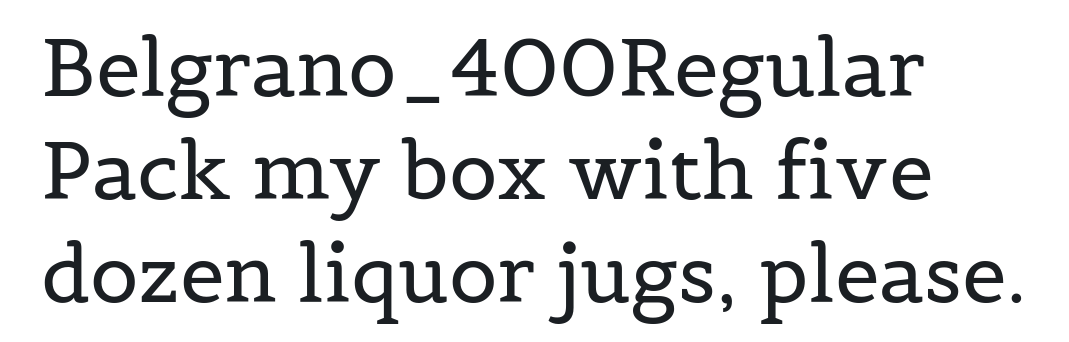 Belgrano_400Regular
Pack my box with five
dozen liquor jugs, please.